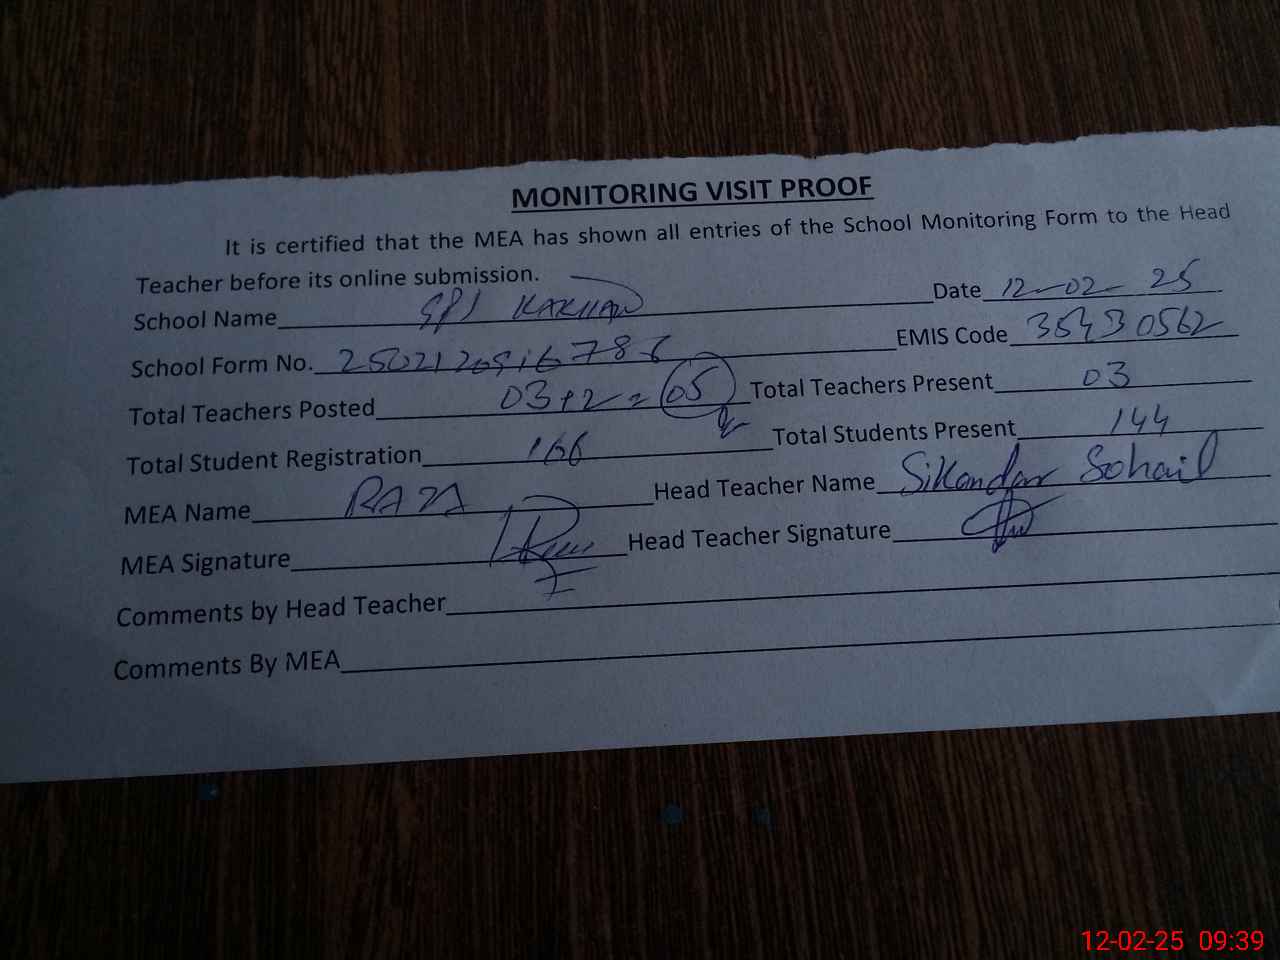 MONITORING VISIT PROOF
It is certified that the MEA has shown all entries of the School Monitoring Form to the Head
Teacher before its online submission.
School Name GPS KAKHAN Date 12-02-25
School Form No. EMIS Code 35430562
Total Teachers Posted 03+2=05 Total Teachers Present 03
Total Student Registration 166 Total Students Present 144
MEA Name RAZA Head Teacher Name Sikandar Sohail
MEA Signature Head Teacher Signature
Comments by Head Teacher
Comments By MEA
12-02-25 09:39